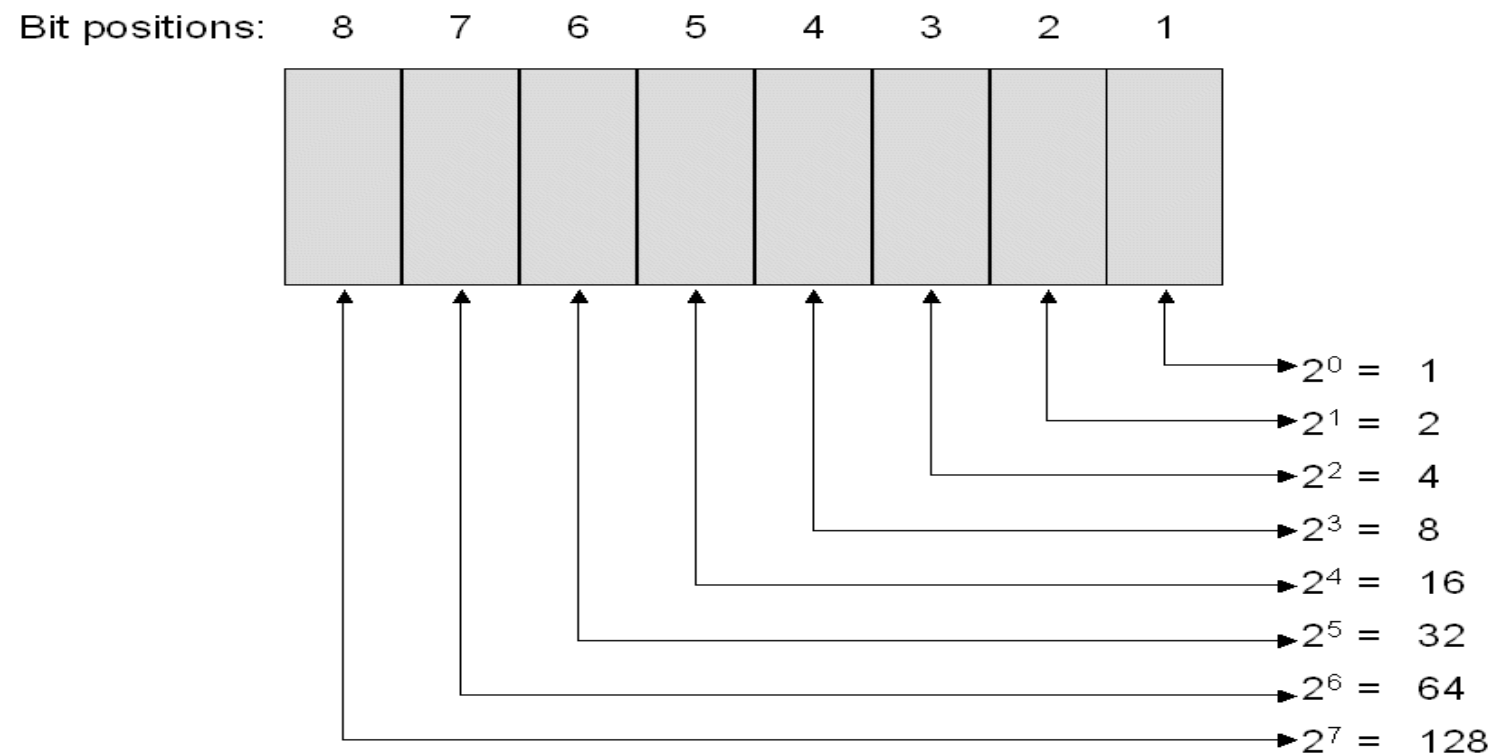 Bit positions: 8 7 6 5 4 3 2 1
2⁰ = 1
2¹ = 2
2² = 4
2³ = 8
2⁴ = 16
2⁵ = 32
2⁶ = 64
2⁷ = 128